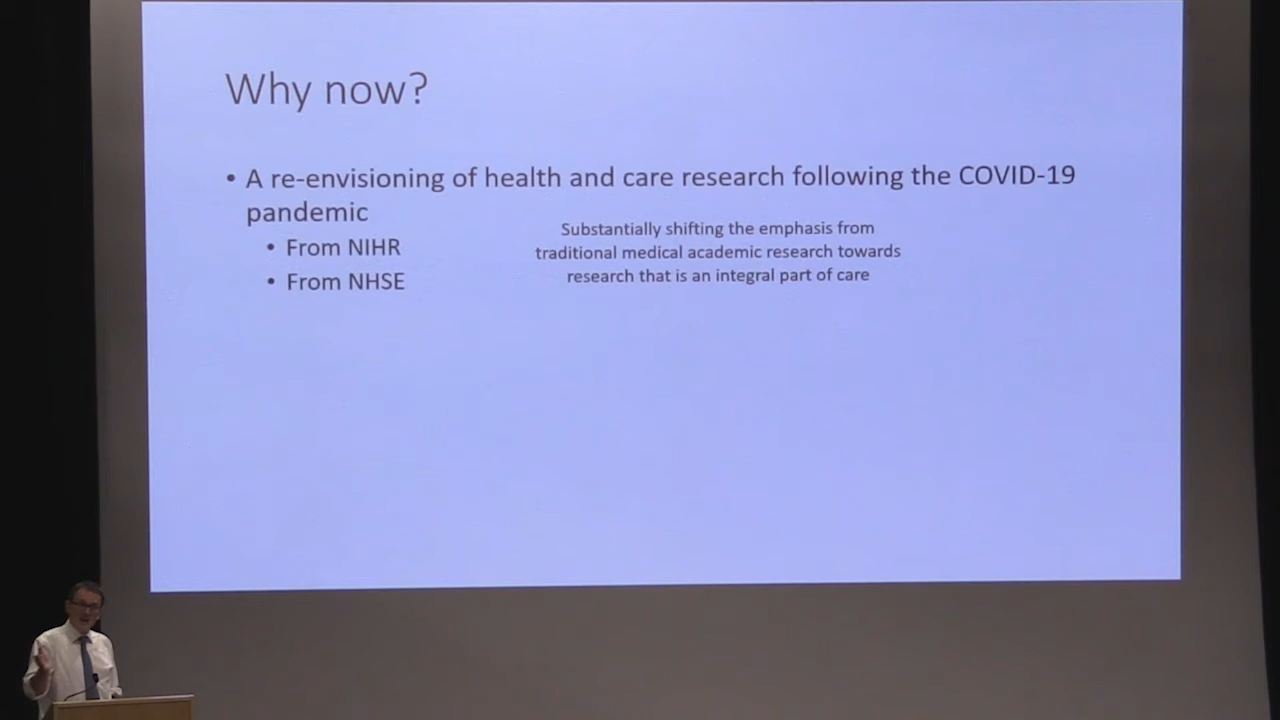 Why now?
• A re-envisioning of health and care research following the COVID-19
pandemic
• From NIHR
• From NHSE
Substantially shifting the emphasis from
traditional medical academic research towards
research that is an integral part of care